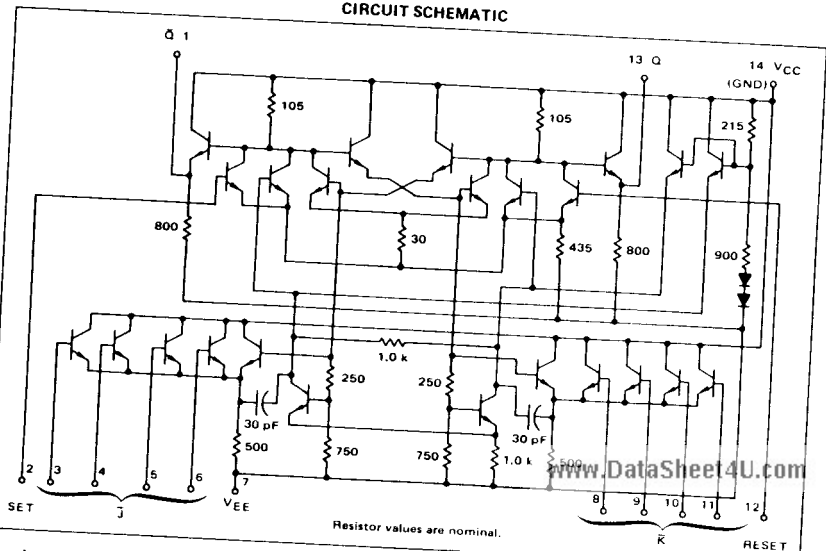 CIRCUIT SCHEMATIC
Q̄ 1
13 Q
14 VCC
(GND)
105
105
215
800
30
435
800
900
1.0 k
250
250
30 pF
30 pF
500
750
750
1.0 k
500
www.DataSheet4U.com
2
3
4
5
6
7
8
9
10
11
12
SET
J̄
VEE
K̄
RESET
Resistor values are nominal.